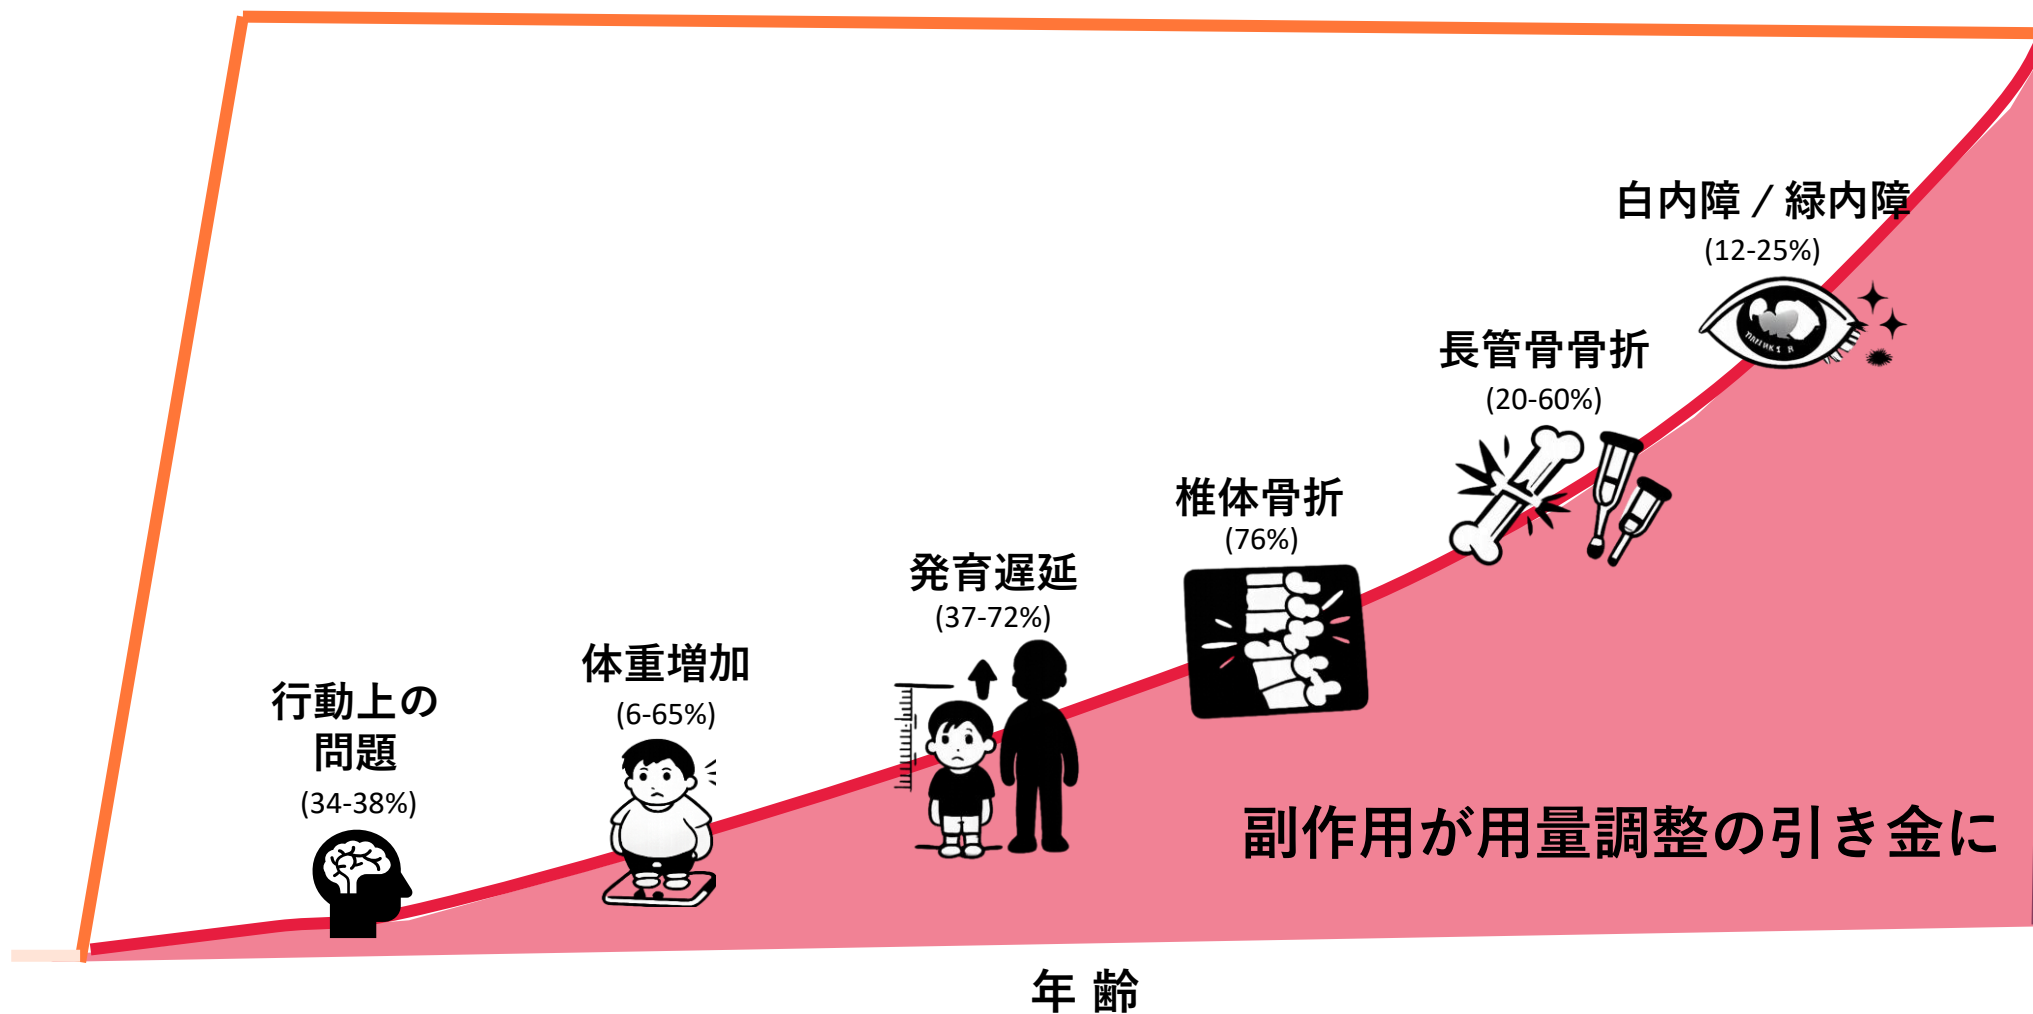 白内障 / 緑内障
(12-25%)
長管骨骨折
(20-60%)
椎体骨折
(76%)
発育遅延
(37-72%)
体重増加
(6-65%)
行動上の
問題
(34-38%)
副作用が用量調整の引き金に
年 齢